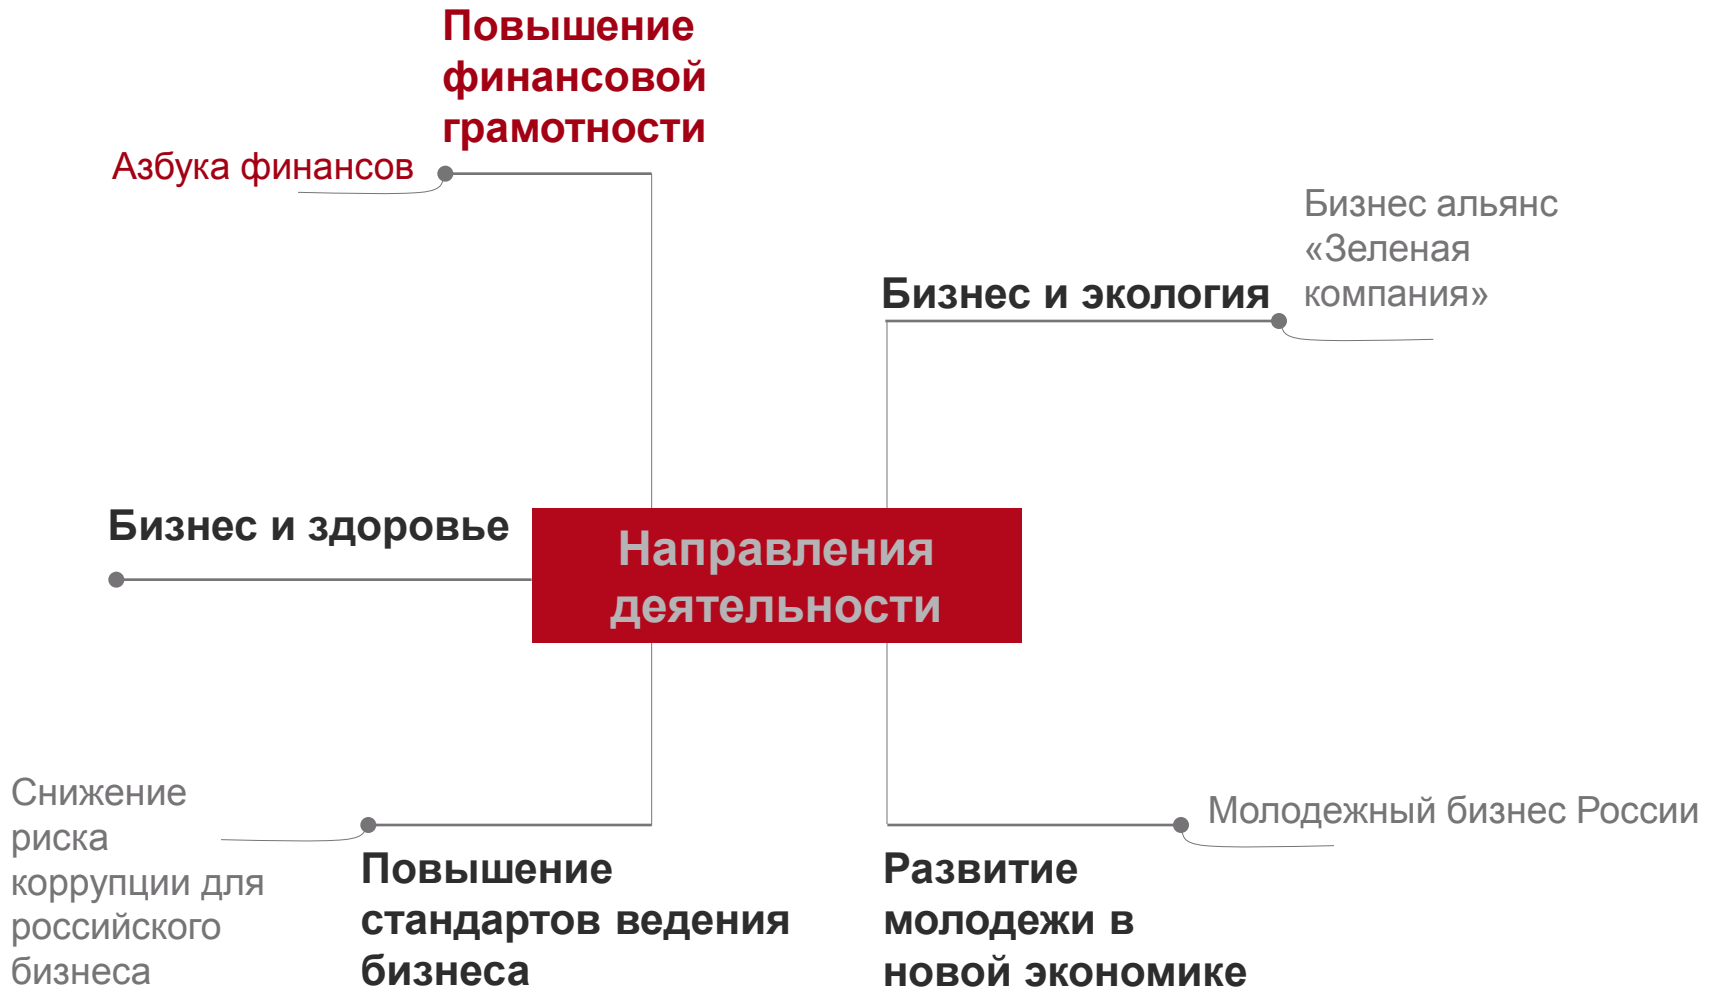 Повышение
финансовой
грамотности
Азбука финансов
Бизнес альянс
«Зеленая
компания»
Бизнес и экология
Бизнес и здоровье
Направления
деятельности
Снижение
риска
коррупции для
российского
бизнеса
Повышение
стандартов ведения
бизнеса
Молодежный бизнес России
Развитие
молодежи в
новой экономике